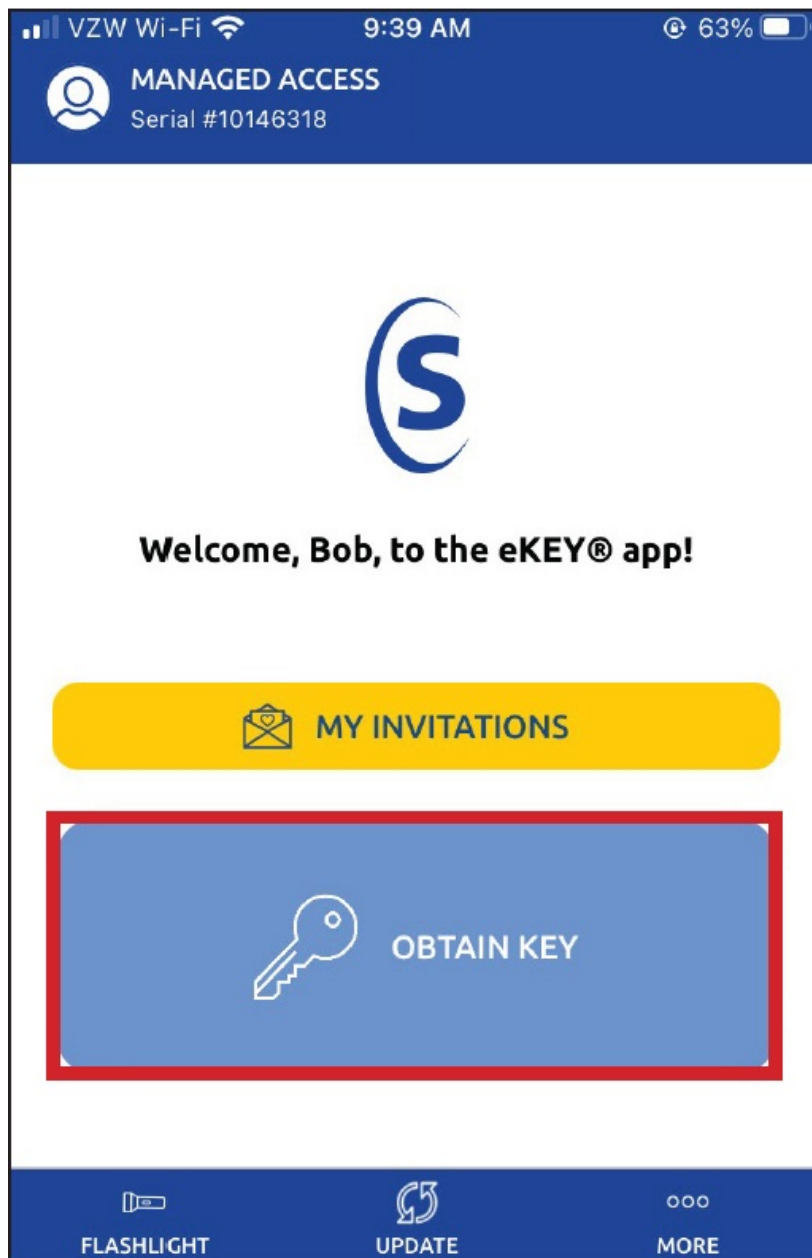 VZW Wi-Fi 9:39 AM 63%
MANAGED ACCESS
Serial #10146318
S
Welcome, Bob, to the eKEY® app!
MY INVITATIONS
OBTAIN KEY
FLASHLIGHT UPDATE MORE